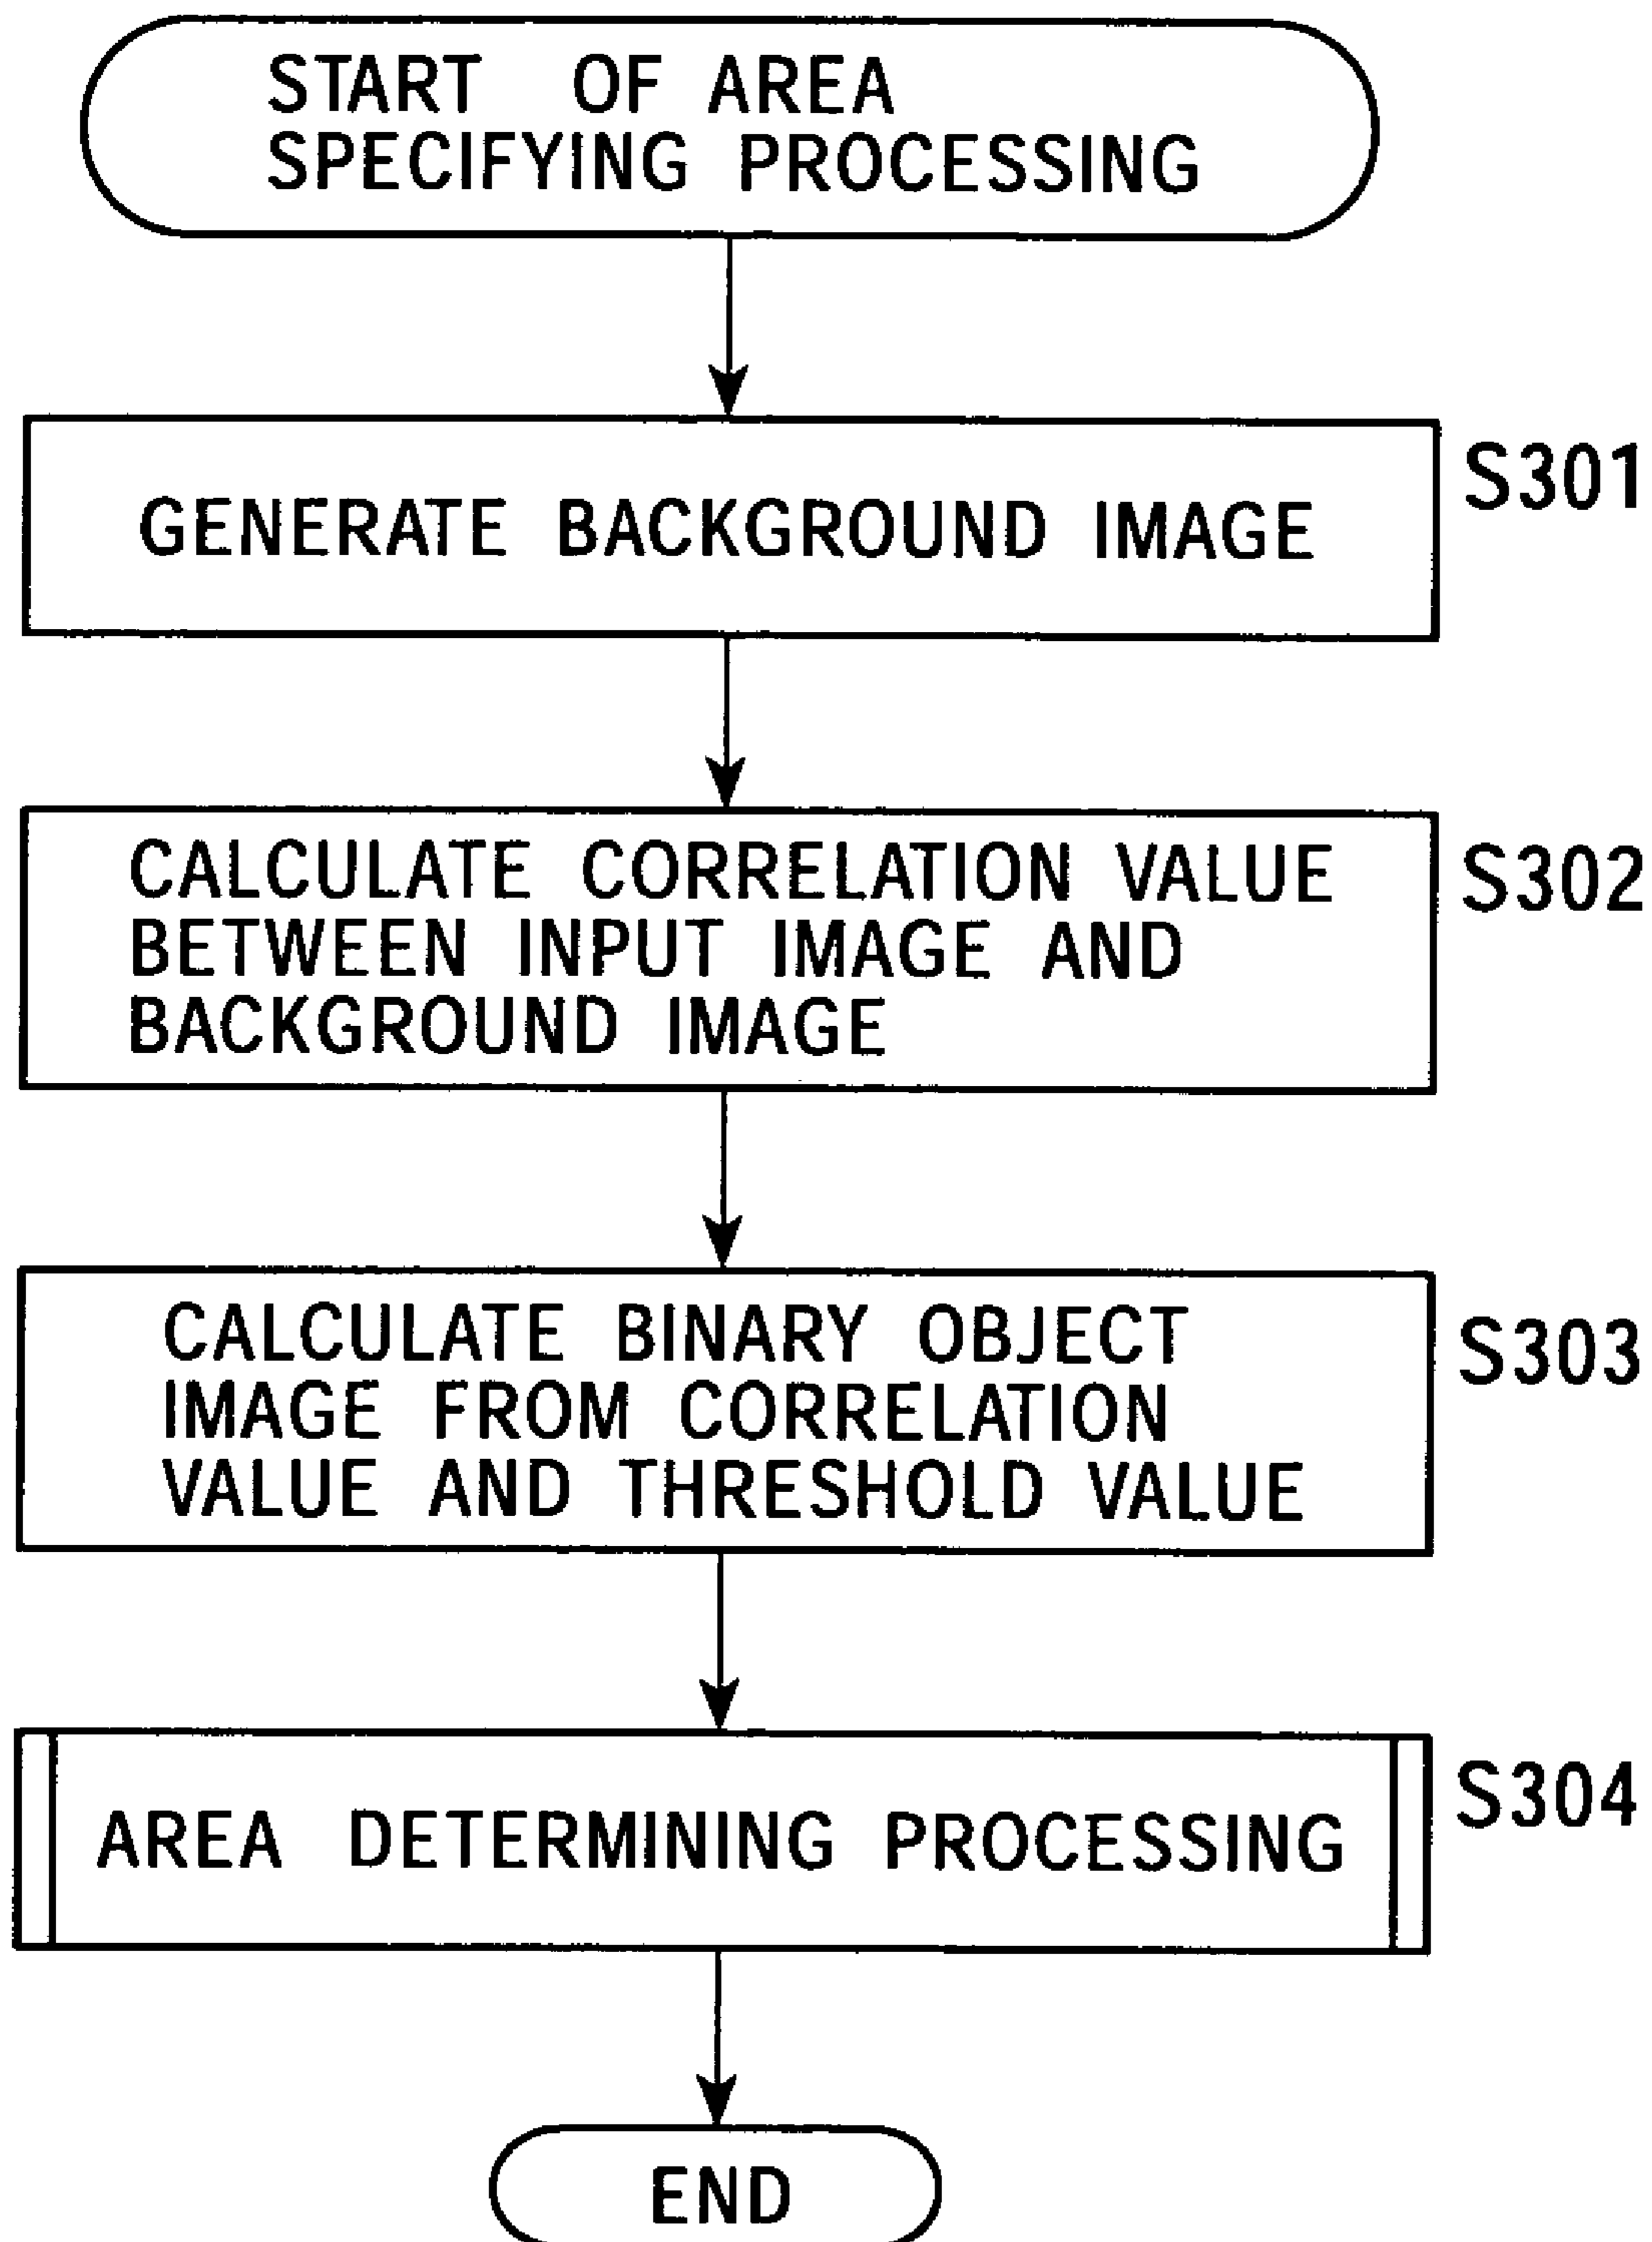 START OF AREA
SPECIFYING PROCESSING
GENERATE BACKGROUND IMAGE
S301
CALCULATE CORRELATION VALUE
BETWEEN INPUT IMAGE AND
BACKGROUND IMAGE
S302
CALCULATE BINARY OBJECT
IMAGE FROM CORRELATION
VALUE AND THRESHOLD VALUE
S303
AREA DETERMINING PROCESSING
S304
END